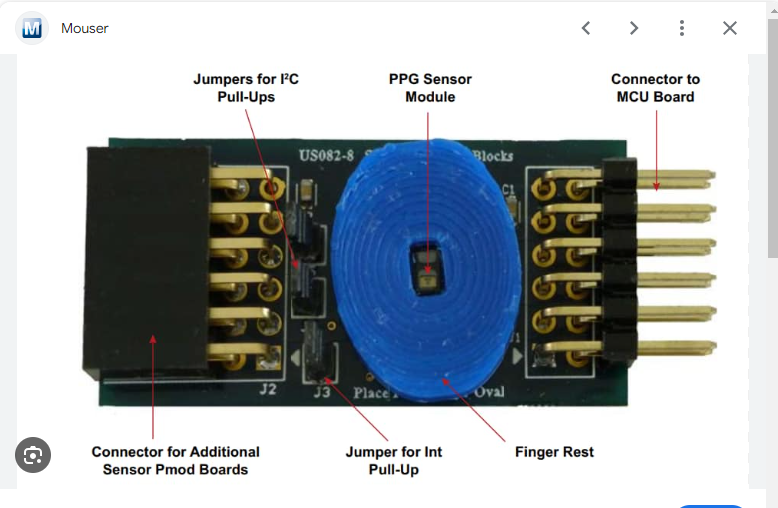 M Mouser
Jumpers for I²C
Pull-Ups
PPG Sensor
Module
Connector to
MCU Board
US082-8 S
Blocks
C1
J1
J2
J3
Place
Oval
Connector for Additional
Sensor Pmod Boards
Jumper for Int
Pull-Up
Finger Rest